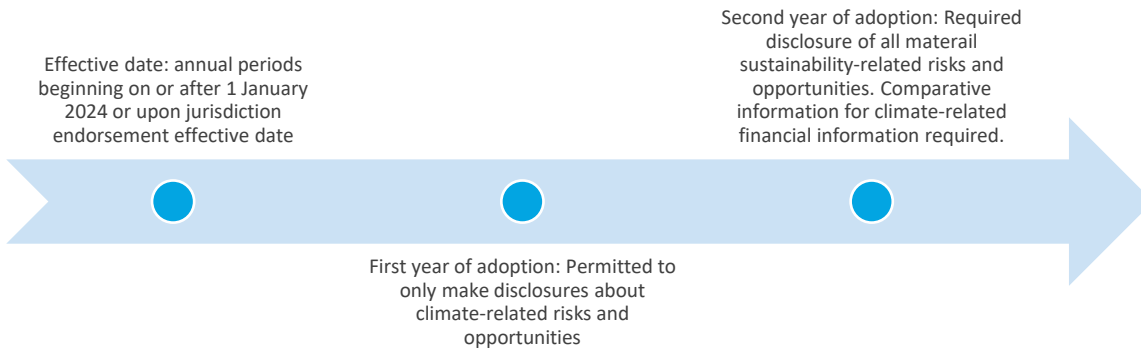 Effective date: annual periods
beginning on or after 1 January
2024 or upon jurisdiction
endorsement effective date
First year of adoption: Permitted to
only make disclosures about
climate-related risks and
opportunities
Second year of adoption: Required
disclosure of all materail
sustainability-related risks and
opportunities. Comparative
information for climate-related
financial information required.